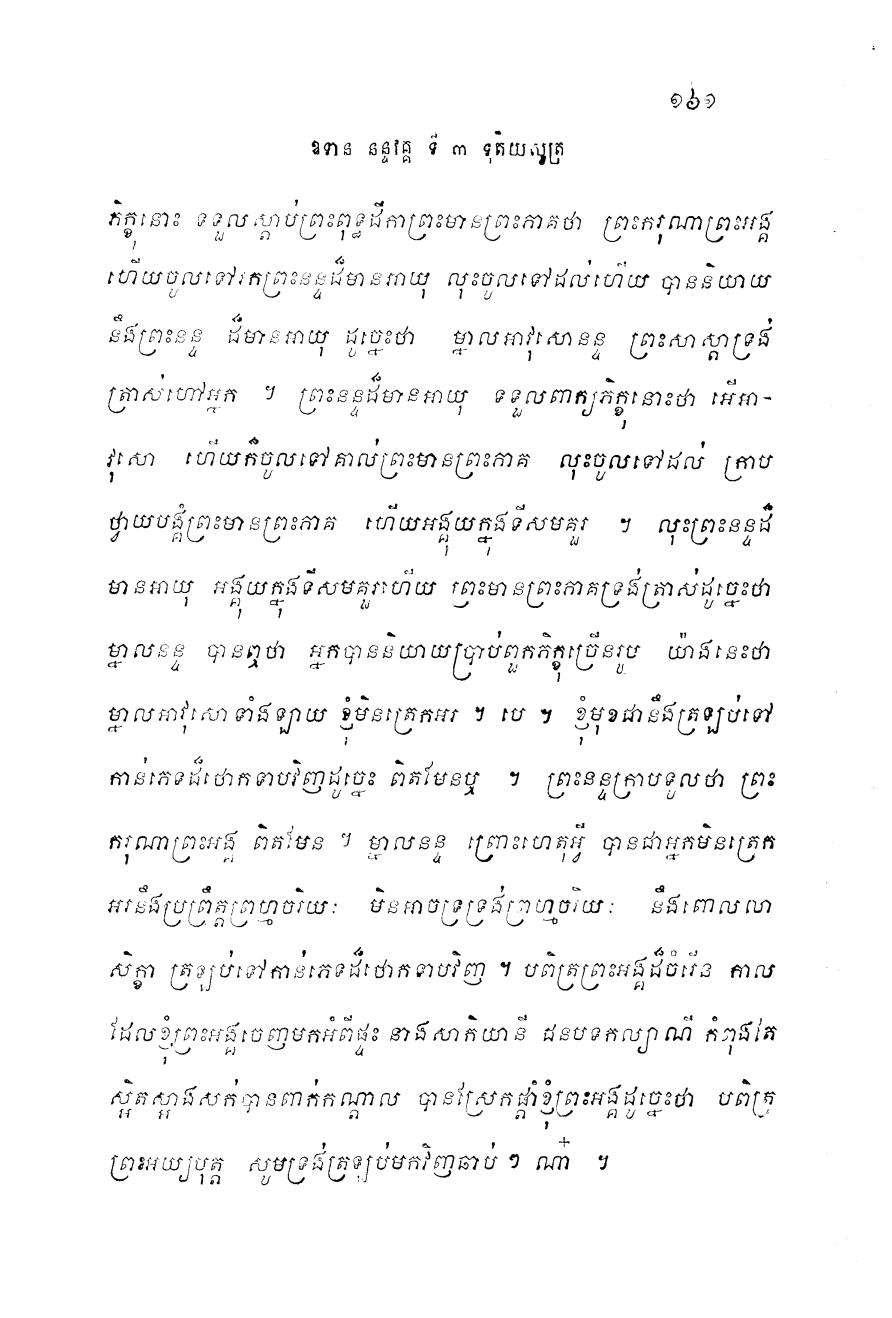 ១៦១
ឧទាន នន្ទវគ្គ ទី ៣ ទុតិយសូត្រ
ភិក្ខុនោះ ទទួលស្តាប់ព្រះពុទ្ធដីកាព្រះមានព្រះភាគថា ព្រះករុណាព្រះអង្គ
ហើយចូលទៅរកព្រះនន្ទដ៏មានអាយុ លុះចូលទៅដល់ហើយ បាននិយាយ
នឹងព្រះនន្ទ ដ៏មានអាយុ ដូច្នេះថា ម្នាលអាវុសោនន្ទ ព្រះសាស្តាទ្រង់
ត្រាស់ហៅអ្នក ។ ព្រះនន្ទដ៏មានអាយុ ទទួលពាក្យភិក្ខុនោះថា អើអា-
វុសោ ហើយក៏ចូលទៅគាល់ព្រះមានព្រះភាគ លុះចូលទៅដល់ ក្រាប
ថ្វាយបង្គំព្រះមានព្រះភាគ ហើយអង្គុយក្នុងទីសមគួរ ។ លុះព្រះនន្ទដ៏
មានអាយុ អង្គុយក្នុងទីសមគួរហើយ ព្រះមានព្រះភាគទ្រង់ត្រាស់ដូច្នេះថា
ម្នាលនន្ទ បានឮថា អ្នកបាននិយាយប្រាប់ពួកភិក្ខុច្រើនរូប យ៉ាងនេះថា
ម្នាលអាវុសោទាំងឡាយ ខ្ញុំមិនត្រេកអរ ។ បេ ។ ខ្ញុំមុខជានឹងត្រឡប់ទៅ
កាន់ភេទដ៏ថោកទាបវិញដូច្នេះ ពិតមែនឬ ។ ព្រះនន្ទក្រាបទូលថា ព្រះ
ករុណាព្រះអង្គ ពិតមែន ។ ម្នាលនន្ទ ព្រោះហេតុអ្វី បានជាអ្នកមិនត្រេក
អរនឹងប្រព្រឹត្តព្រហ្មចរិយៈ មិនអាចទ្រទ្រង់ព្រហ្មចរិយៈ នឹងពោលលា
សិក្ខា ត្រឡប់ទៅកាន់ភេទដ៏ថោកទាបវិញ ។ បពិត្រព្រះអង្គដ៏ចំរើន កាល
ដែលខ្ញុំព្រះអង្គចេញមកអំពីផ្ទះ នាងសាកិយានី ជនបទកល្យាណី កំពុងតែ
ស្អិតស្អាងសក់បានពាក់កណ្តាល បានស្រែកផ្តាំខ្ញុំព្រះអង្គដូច្នេះថា បពិត្រ
ព្រះអយ្យបុត្ត សូមទ្រង់ត្រឡប់មកវិញឆាប់ ៗ ណា៎ ។